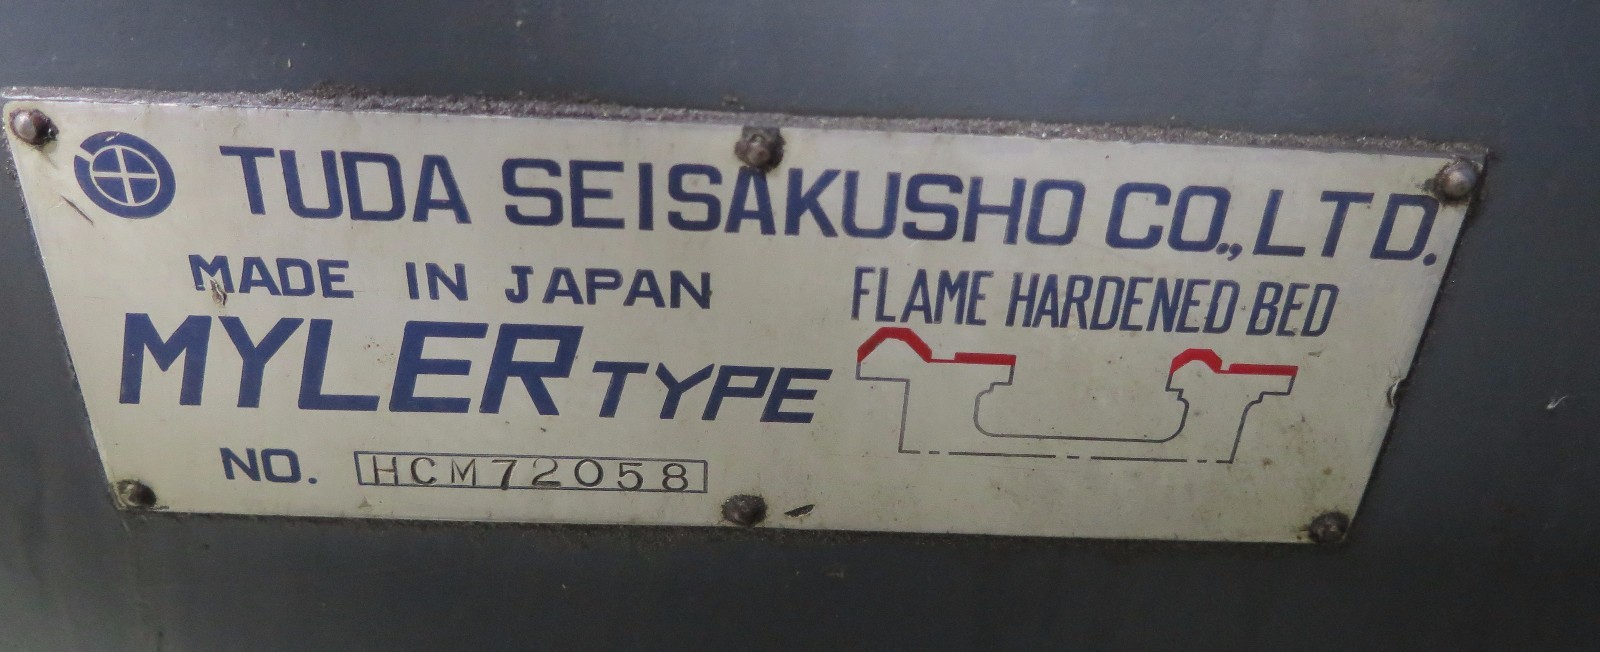 TUDA SEISAKUSHO CO., LTD.
MADE IN JAPAN
MYLER TYPE
NO. HCM72058
FLAME HARDENED BED